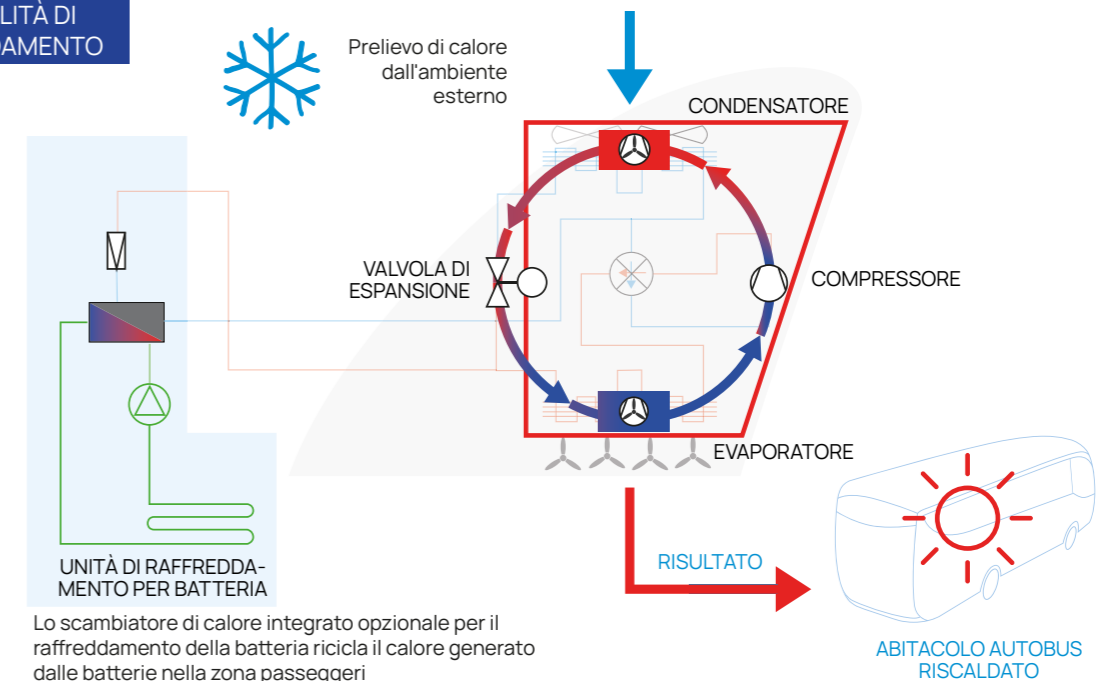 LITÀ DI
DAMENTO
Prelievo di calore
dall'ambiente
esterno
CONDENSATORE
VALVOLA DI
ESPANSIONE
COMPRESSORE
EVAPORATORE
UNITÀ DI RAFFREDDA-
MENTO PER BATTERIA
RISULTATO
Lo scambiatore di calore integrato opzionale per il
raffreddamento della batteria ricicla il calore generato
dalle batterie nella zona passeggeri
ABITACOLO AUTOBUS
RISCALDATO